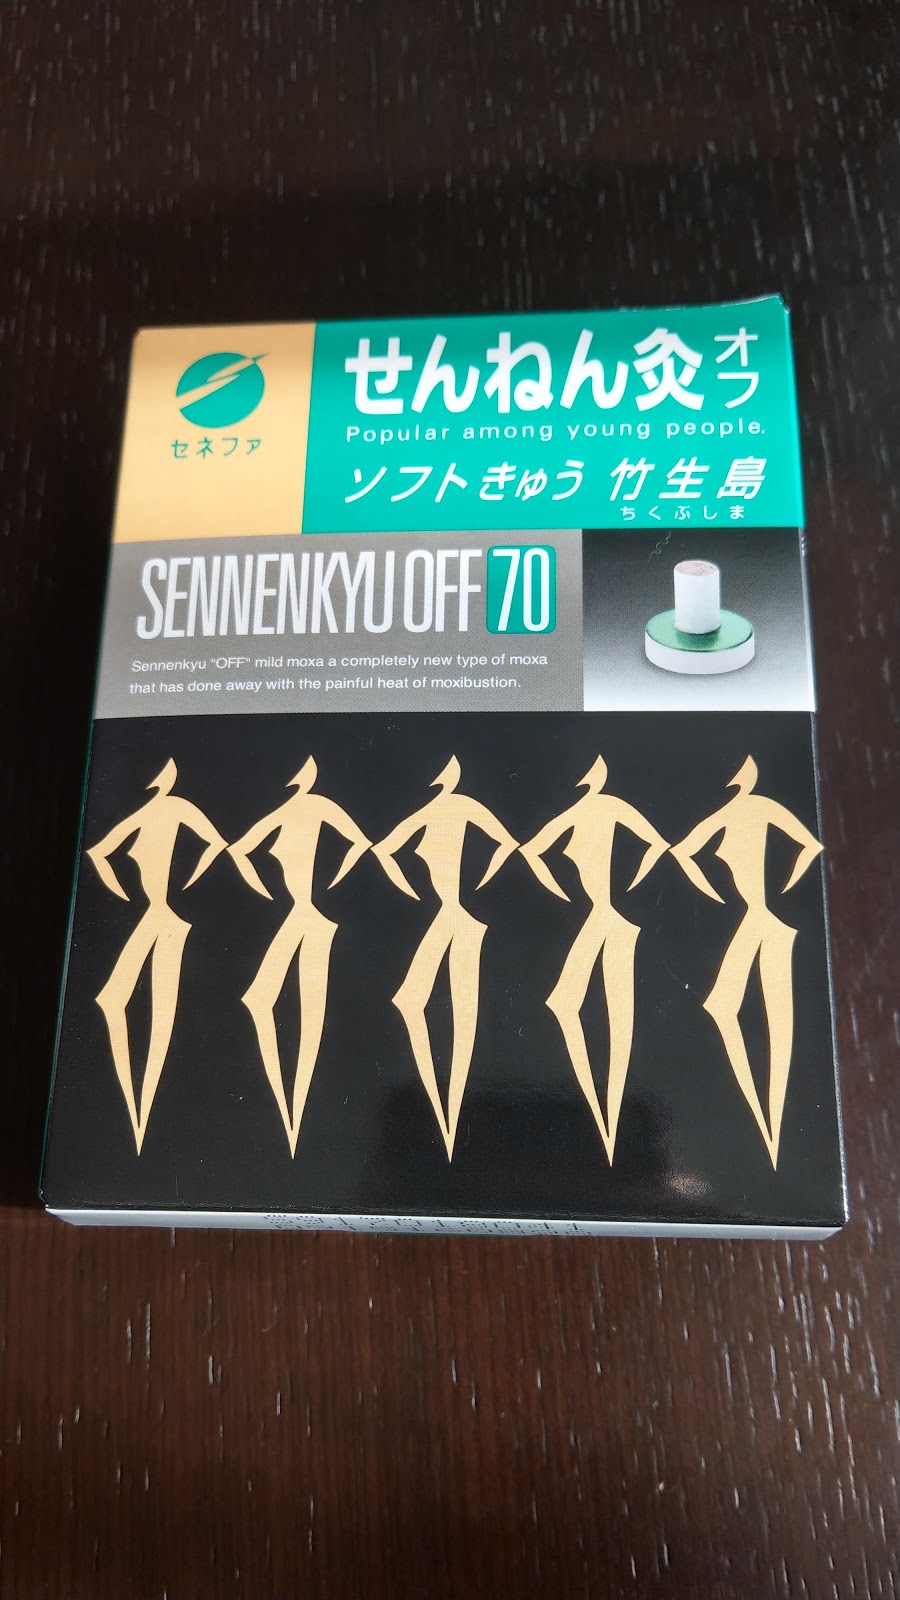 セネファ
せんねん灸オフ
Popular among young people.
ソフトきゅう 竹生島
ちくぶしま
SENNENKYU OFF 70
Sennenkyu "OFF" mild moxa a completely new type of moxa
that has done away with the painful heat of moxibustion.